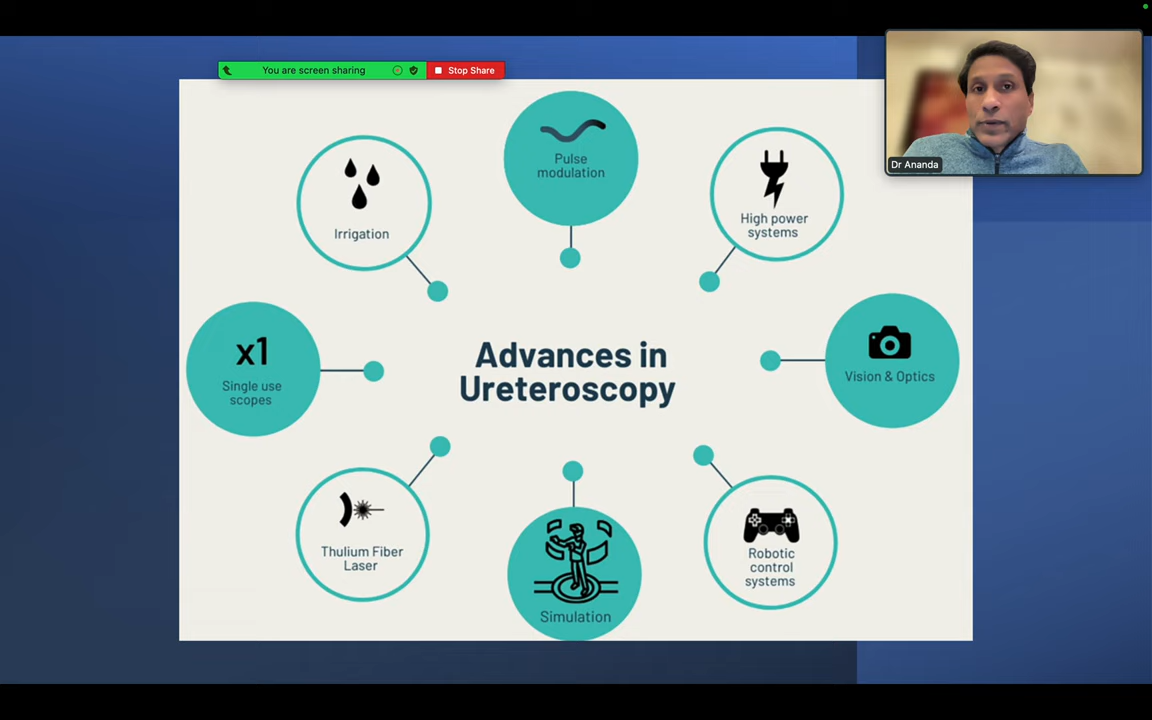 You are screen sharing
Stop Share
Dr Ananda
Pulse
modulation
Irrigation
High power
systems
x1
Single use
scopes
Advances in
Ureteroscopy
Vision & Optics
Thulium Fiber
Laser
Simulation
Robotic
control
systems